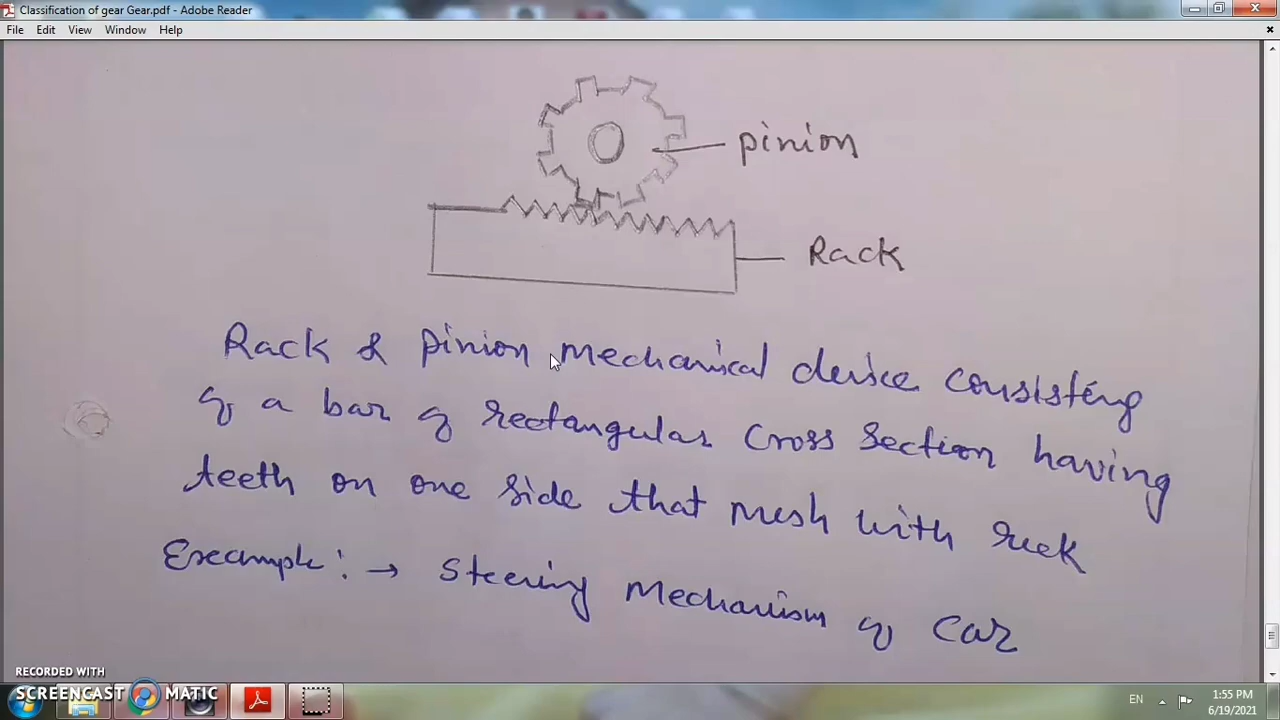 Classification of gear Gear.pdf - Adobe Reader
File Edit View Window Help
pinion
Rack
Rack & pinion mechanical device consisting
of a bar of rectangular cross section having
teeth on one side that mesh with reck
Example: → Steering Mechanism of Car
RECORDED WITH
SCREENCAST MATIC
EN
1:55 PM
6/19/2021